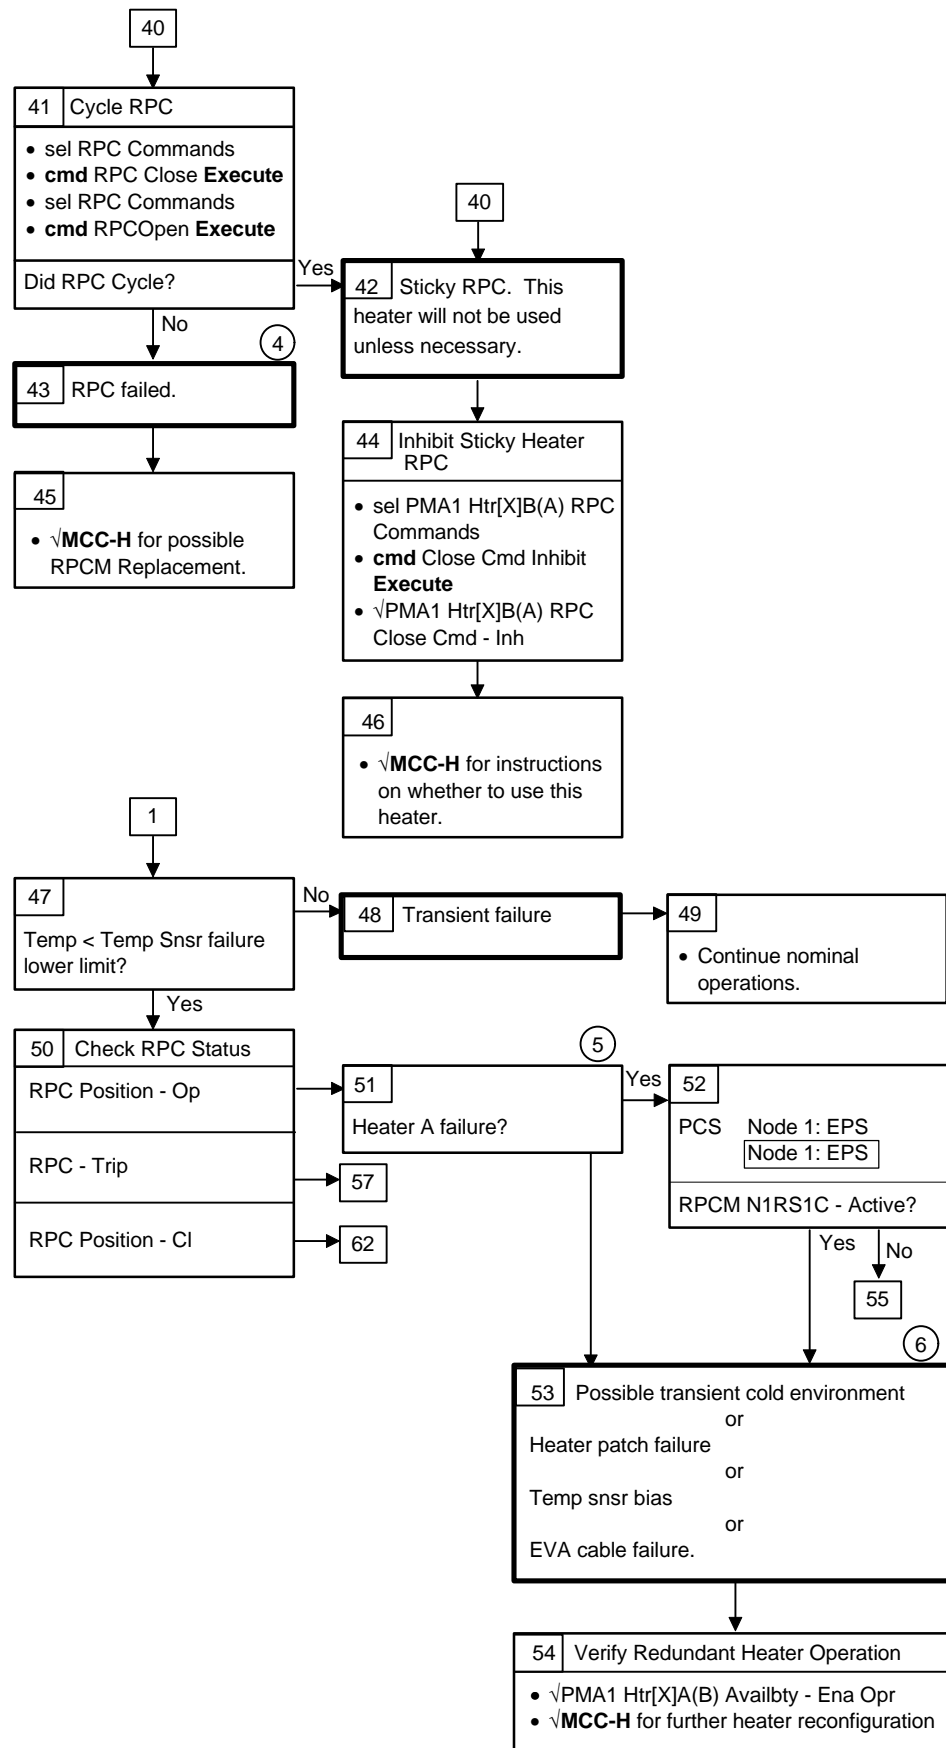 40
41 Cycle RPC
• sel RPC Commands
• cmd RPC Close Execute
• sel RPC Commands
• cmd RPCOpen Execute
Did RPC Cycle?
Yes
No
40
42 Sticky RPC. This
heater will not be used
unless necessary.
4
43 RPC failed.
44 Inhibit Sticky Heater
RPC
• sel PMA1 Htr[X]B(A) RPC
Commands
• cmd Close Cmd Inhibit
Execute
• √PMA1 Htr[X]B(A) RPC
Close Cmd - Inh
45
• √MCC-H for possible
RPCM Replacement.
46
• √MCC-H for instructions
on whether to use this
heater.
1
47
Temp < Temp Snsr failure
lower limit?
No
Yes
48 Transient failure
49
• Continue nominal
operations.
50 Check RPC Status
RPC Position - Op
RPC - Trip
57
RPC Position - Cl
62
5
51
Heater A failure?
Yes
52
PCS Node 1: EPS
Node 1: EPS
RPCM N1RS1C - Active?
Yes
No
55
6
53 Possible transient cold environment
or
Heater patch failure
or
Temp snsr bias
or
EVA cable failure.
54 Verify Redundant Heater Operation
• √PMA1 Htr[X]A(B) Availbty - Ena Opr
• √MCC-H for further heater reconfiguration